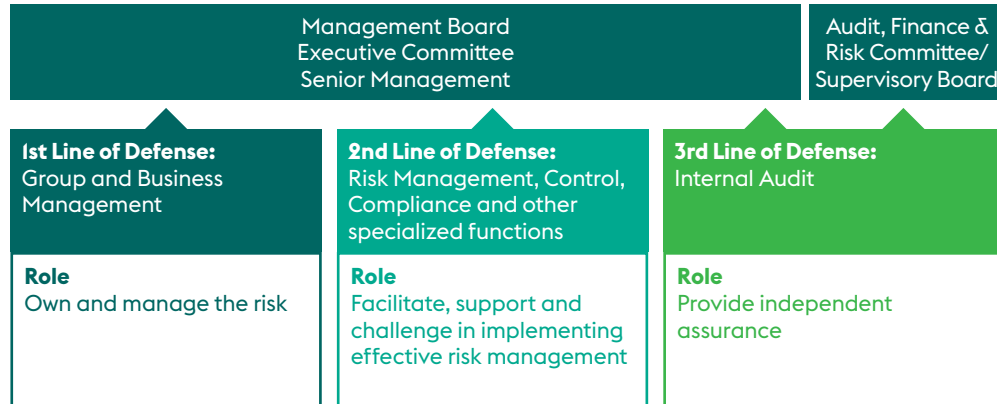 Management Board
Executive Committee
Senior Management
Audit, Finance &
Risk Committee/
Supervisory Board
1st Line of Defense:
Group and Business
Management
2nd Line of Defense:
Risk Management, Control,
Compliance and other
specialized functions
3rd Line of Defense:
Internal Audit
Role
Own and manage the risk
Role
Facilitate, support and
challenge in implementing
effective risk management
Role
Provide independent
assurance